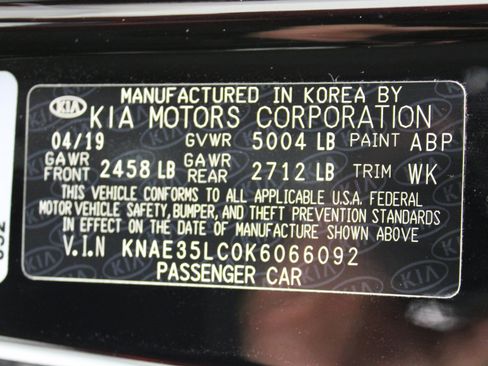 MANUFACTURED IN KOREA BY
KIA KIA MOTORS CORPORATION
04/19 GVWR 5004 LB PAINT ABP
GAWR FRONT 2458 LB GAWR REAR 2712 LB TRIM WK
THIS VEHICLE CONFORMS TO ALL APPLICABLE U.S.A. FEDERAL
MOTOR VEHICLE SAFETY, BUMPER, AND THEFT PREVENTION
STANDARDS IN EFFECT ON THE DATE OF MANUFACTURE SHOWN ABOVE
V.I.N KNAE35LC0K6066092
PASSENGER CAR